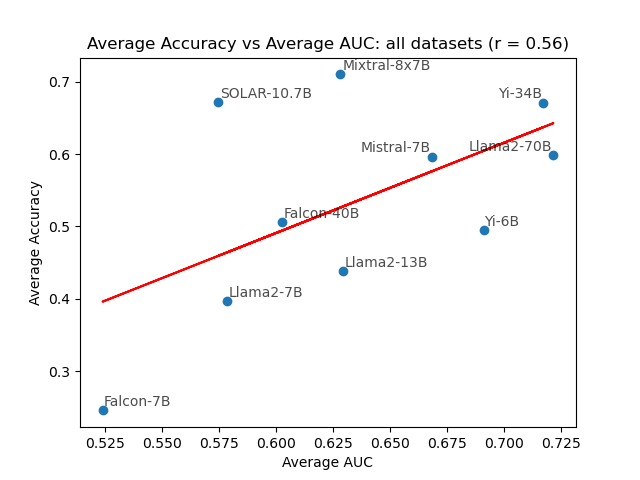 Average Accuracy vs Average AUC: all datasets (r = 0.56)
Mixtral-8x7B
SOLAR-10.7B
Yi-34B
Mistral-7B
Llama2-70B
Falcon-40B
Yi-6B
Llama2-13B
Llama2-7B
Falcon-7B
Average Accuracy
0.7
0.6
0.5
0.4
0.3
0.525 0.550 0.575 0.600 0.625 0.650 0.675 0.700 0.725
Average AUC